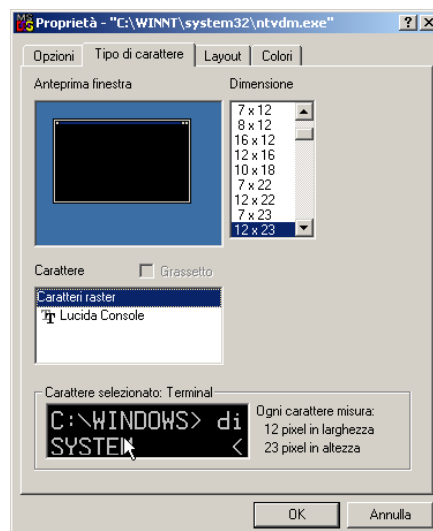 Proprietà - "C:\WINNT\system32\ntvdm.exe"
Opzioni Tipo di carattere Layout Colori
Anteprima finestra Dimensione
7 x 12
8 x 12
16 x 12
12 x 16
10 x 18
7 x 22
12 x 22
7 x 23
12 x 23
Carattere Grassetto
Caratteri raster
Lucida Console
Carattere selezionato: Terminal
C:\WINDOWS> di
SYSTEM <
Ogni carattere misura:
12 pixel in larghezza
23 pixel in altezza
OK Annulla